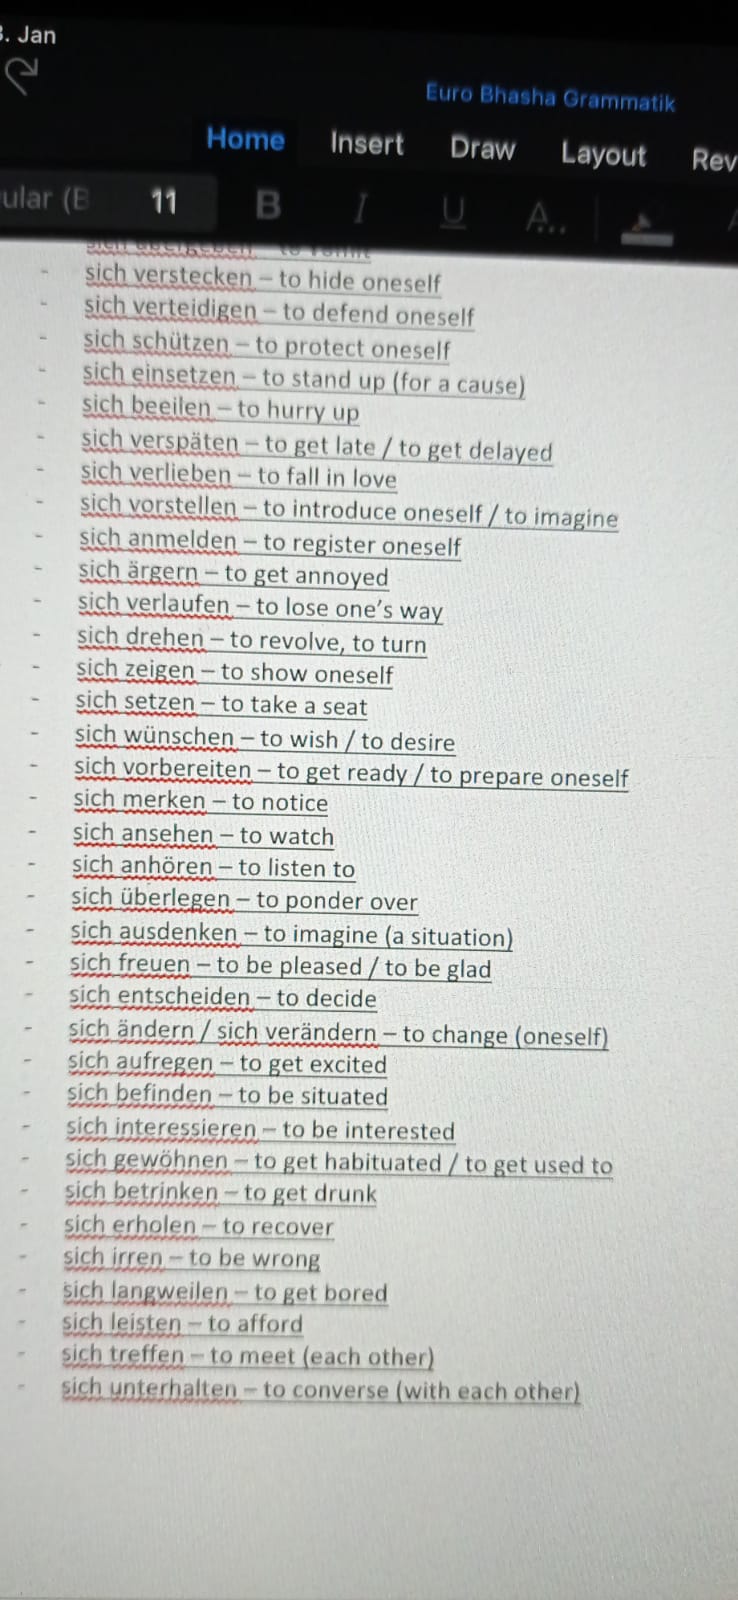 . Jan
Euro Bhasha Grammatik
Home Insert Draw Layout Rev
ular (B 11 B I U A..
sich übergeben to vomit
- sich verstecken – to hide oneself
- sich verteidigen – to defend oneself
- sich schützen – to protect oneself
- sich einsetzen – to stand up (for a cause)
- sich beeilen – to hurry up
- sich verspäten – to get late / to get delayed
- sich verlieben – to fall in love
- sich vorstellen – to introduce oneself / to imagine
- sich anmelden – to register oneself
- sich ärgern – to get annoyed
- sich verlaufen – to lose one’s way
- sich drehen – to revolve, to turn
- sich zeigen – to show oneself
- sich setzen – to take a seat
- sich wünschen – to wish / to desire
- sich vorbereiten – to get ready / to prepare oneself
- sich merken – to notice
- sich ansehen – to watch
- sich anhören – to listen to
- sich überlegen – to ponder over
- sich ausdenken – to imagine (a situation)
- sich freuen – to be pleased / to be glad
- sich entscheiden – to decide
- sich ändern / sich verändern – to change (oneself)
- sich aufregen – to get excited
- sich befinden – to be situated
- sich interessieren – to be interested
- sich gewöhnen – to get habituated / to get used to
- sich betrinken – to get drunk
- sich erholen – to recover
- sich irren – to be wrong
- sich langweilen – to get bored
- sich leisten – to afford
- sich treffen – to meet (each other)
- sich unterhalten – to converse (with each other)